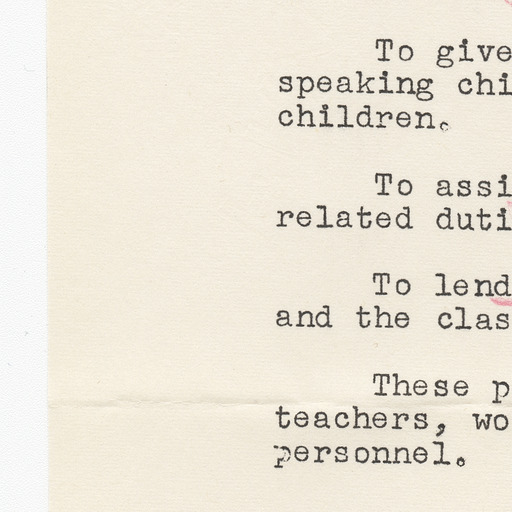 To give
speaking chi
children.
To assi
related duti
To lend
and the clas
These p
teachers, wo
personnel.